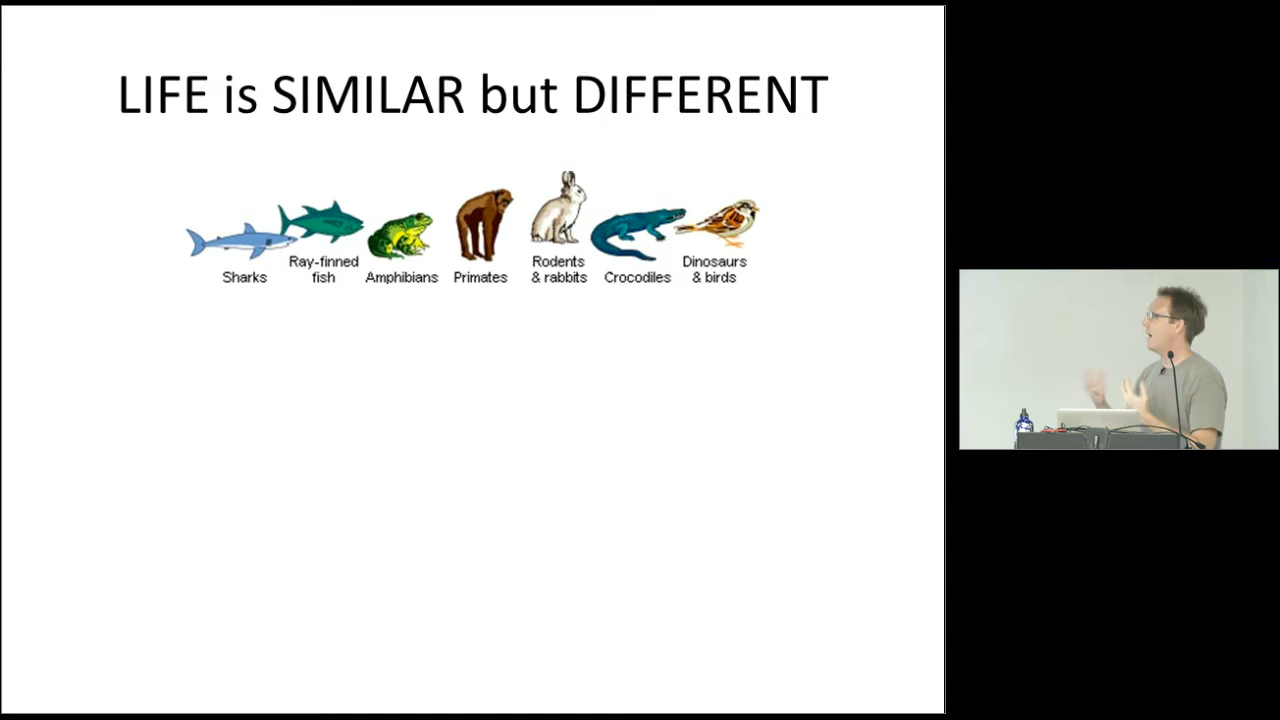 LIFE is SIMILAR but DIFFERENT
Sharks
Ray-finned
fish
Amphibians
Primates
Rodents
& rabbits
Crocodiles
Dinosaurs
& birds